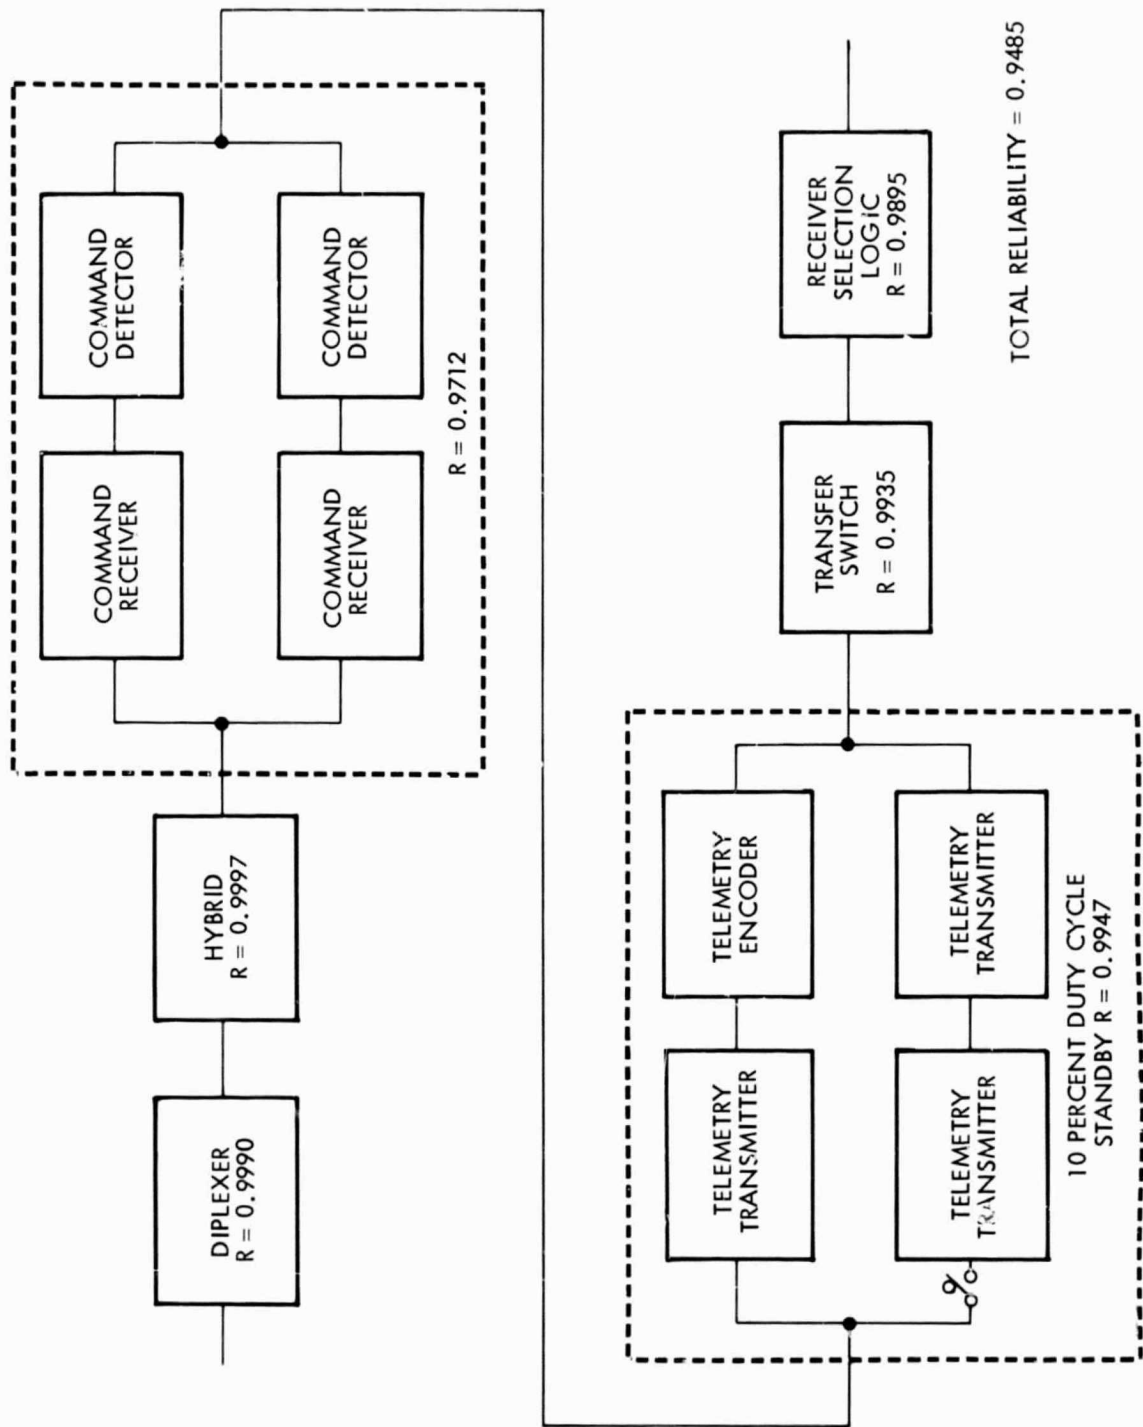 DIPLEXER
R = 0.9990
HYBRID
R = 0.9997
COMMAND
RECEIVER
COMMAND
DETECTOR
COMMAND
RECEIVER
COMMAND
DETECTOR
R = 0.9712
TELEMETRY
TRANSMITTER
TELEMETRY
ENCODER
TELEMETRY
TRANSMITTER
TELEMETRY
TRANSMITTER
10 PERCENT DUTY CYCLE
STANDBY R = 0.9947
TRANSFER
SWITCH
R = 0.9935
RECEIVER
SELECTION
LOGIC
R = 0.9895
TOTAL RELIABILITY = 0.9485